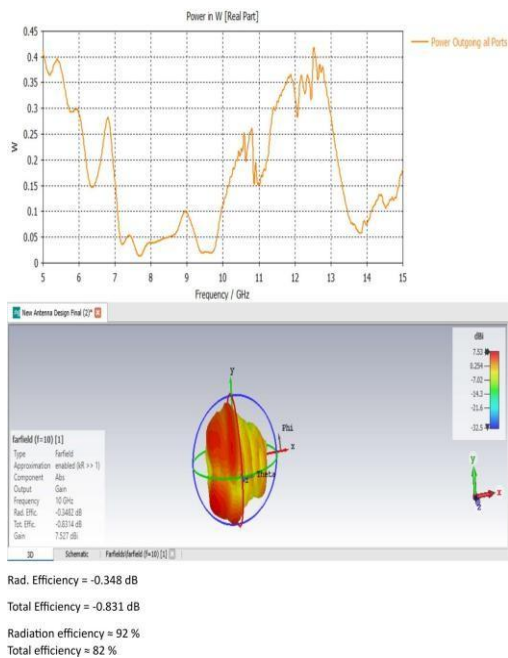 Power in W [Real Part]
Power Outgoing all Ports
0.45
0.4
0.35
0.3
0.25
0.2
0.15
0.1
0.05
0
W
5 6 7 8 9 10 11 12 13 14 15
Frequency / GHz
New Antenna Design Final (2)*
dBi
7.53
0.254
-7.02
-14.3
-21.6
-32.5
y
Phi
x
Theta
z
y
x
z
farfield (f=10) [1]
Type Farfield
Approximation enabled (kR >> 1)
Component Abs
Output Gain
Frequency 10 GHz
Rad. Effic. -0.3482 dB
Tot. Effic. -0.8314 dB
Gain 7.527 dBi
3D Schematic Farfields\farfield (f=10) [1]
Rad. Efficiency = -0.348 dB
Total Efficiency = -0.831 dB
Radiation efficiency ≈ 92 %
Total efficiency ≈ 82 %